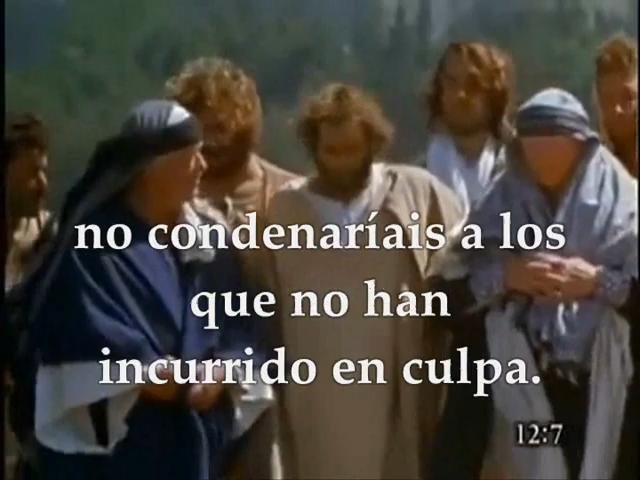 no condenaríais a los
que no han
incurrido en culpa.
12:7